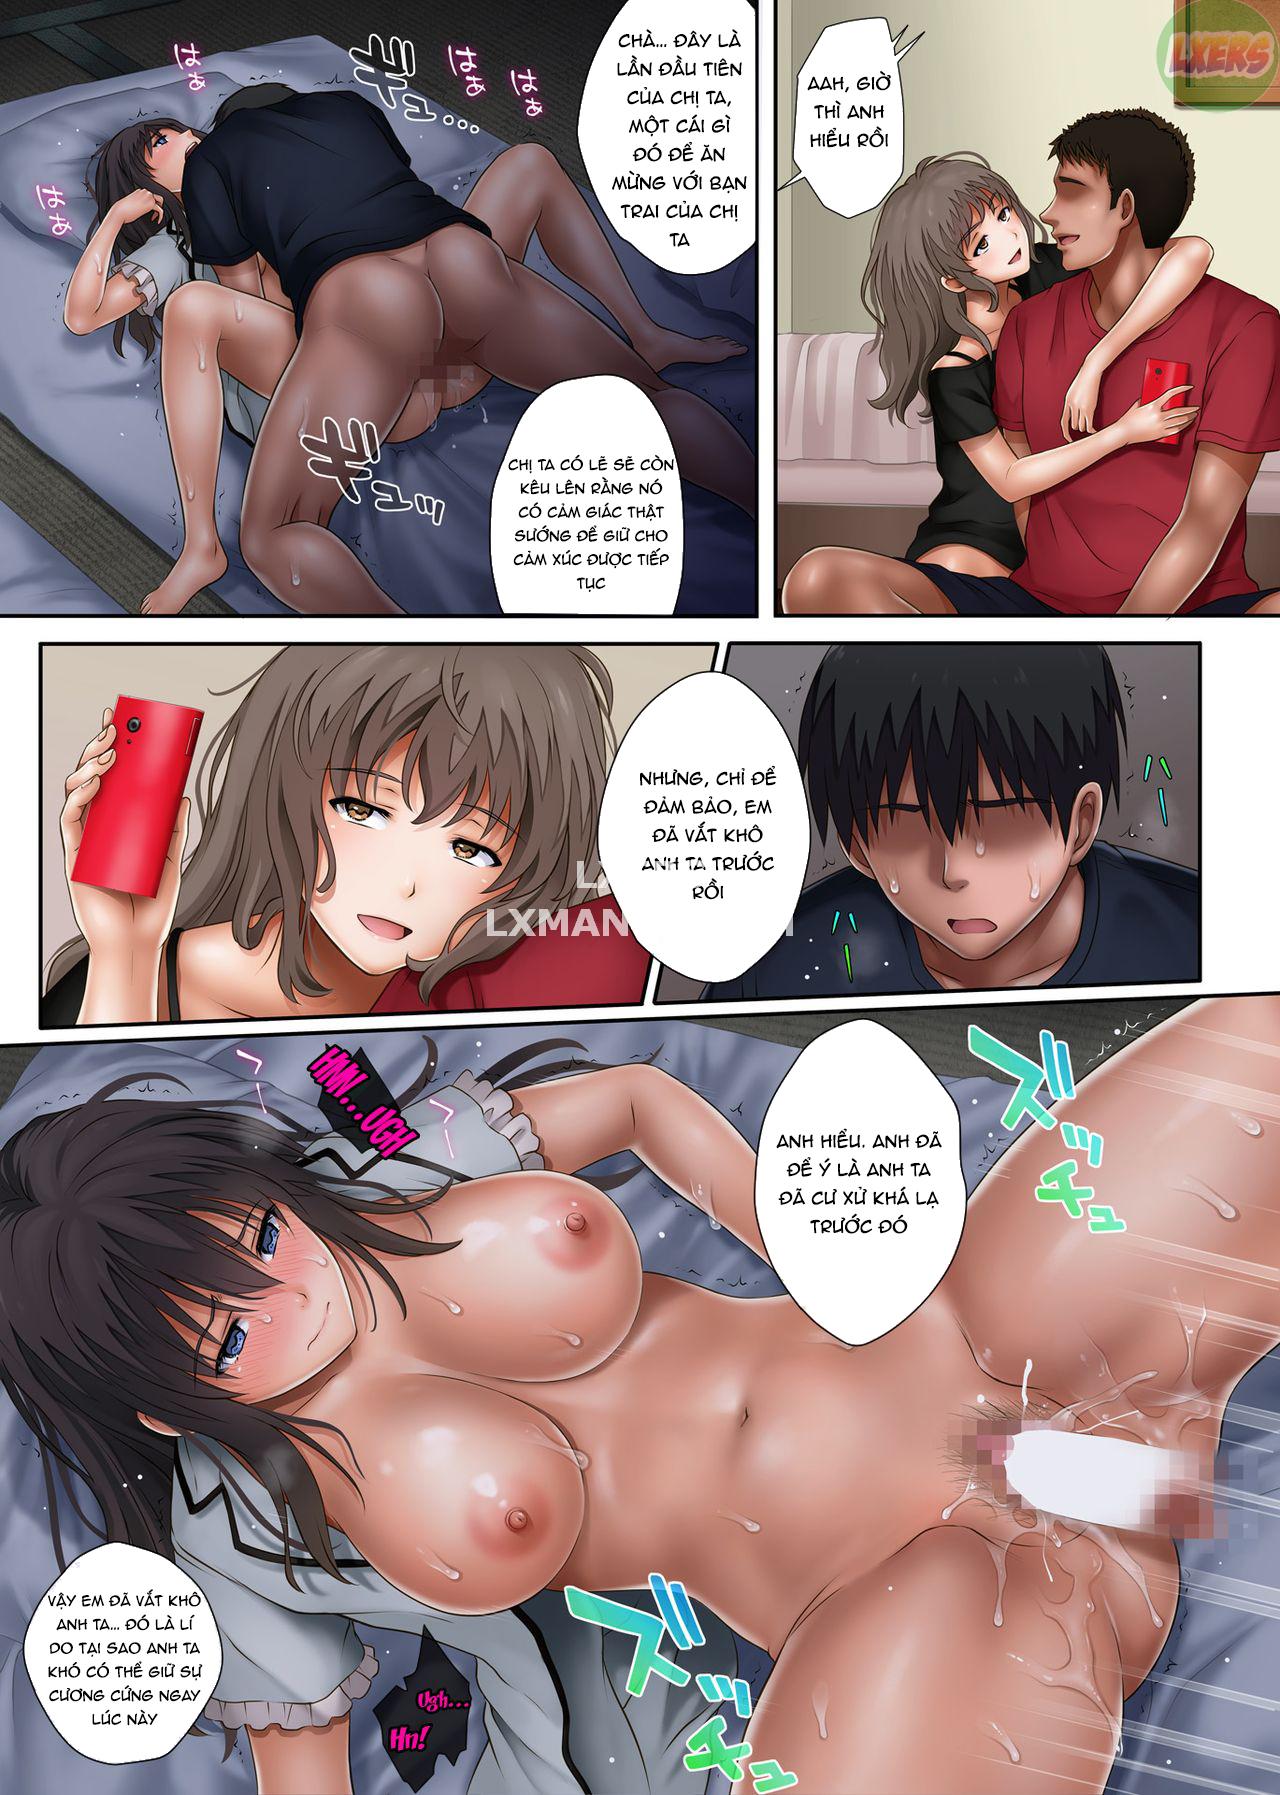 LXERS
AAH, GIỜ
THÌ ANH
HIỂU RỒI
CHÀ... ĐÂY LÀ
LẦN ĐẦU TIÊN
CỦA CHỊ TA,
MỘT CÁI GÌ
ĐÓ ĐỂ ĂN
MỪNG VỚI BẠN
TRAI CỦA CHỊ
TA
はぁ
はぁ
はぁ
はぁ
デチュ...
CHỊ TA CÓ LẼ SẼ CÒN
KÊU LÊN RẰNG NÓ
CÓ CẢM GIÁC THẬT
SƯỚNG ĐỂ GIỮ CHO
CẢM XÚC ĐƯỢC TIẾP
TỤC
NHƯNG, CHỈ ĐỂ
ĐẢM BẢO, EM
ĐÃ VẮT KHÔ
ANH TA TRƯỚC
RỒI
LXMAN
HNN!...UGH
ANH HIỂU. ANH ĐÃ
ĐỂ Ý LÀ ANH TA
ĐÃ CƯ XỬ KHÁ LẠ
TRƯỚC ĐÓ
ズッチュ
VẬY EM ĐÃ VẮT KHÔ
ANH TA... ĐÓ LÀ LÍ
DO TẠI SAO ANH TA
KHÓ CÓ THỂ GIỮ SỰ
CƯƠNG CỨNG NGAY
LÚC NÀY
Ugh...
Hn!
ズッチュ